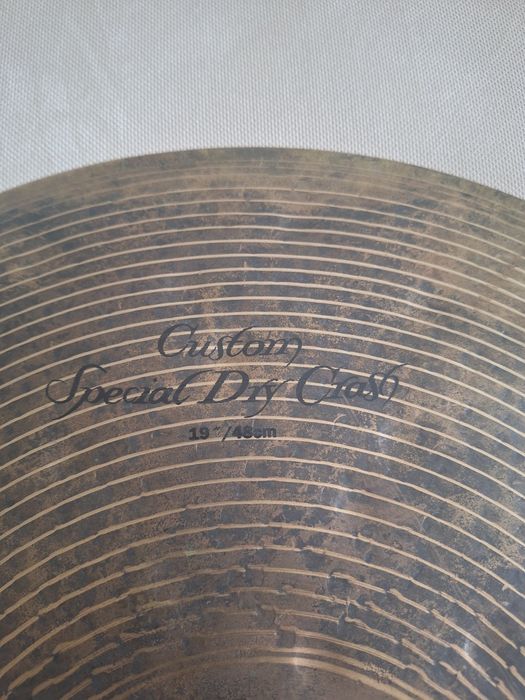 Custom
Special Dry Crash
19"/48cm